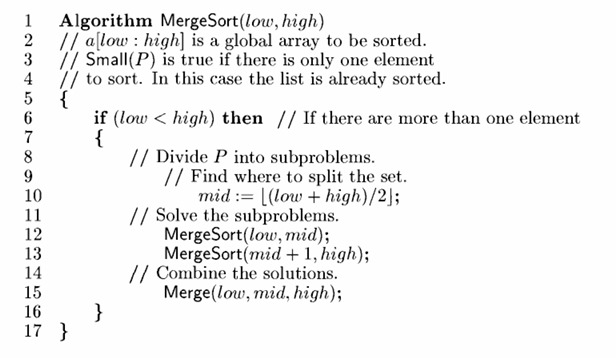 1 Algorithm MergeSort(low, high)
2 // a[low : high] is a global array to be sorted.
3 // Small(P) is true if there is only one element
4 // to sort. In this case the list is already sorted.
5 {
6 if (low < high) then // If there are more than one element
7 {
8 // Divide P into subproblems.
9 // Find where to split the set.
10 mid := ⌊(low + high)/2⌋;
11 // Solve the subproblems.
12 MergeSort(low, mid);
13 MergeSort(mid + 1, high);
14 // Combine the solutions.
15 Merge(low, mid, high);
16 }
17 }